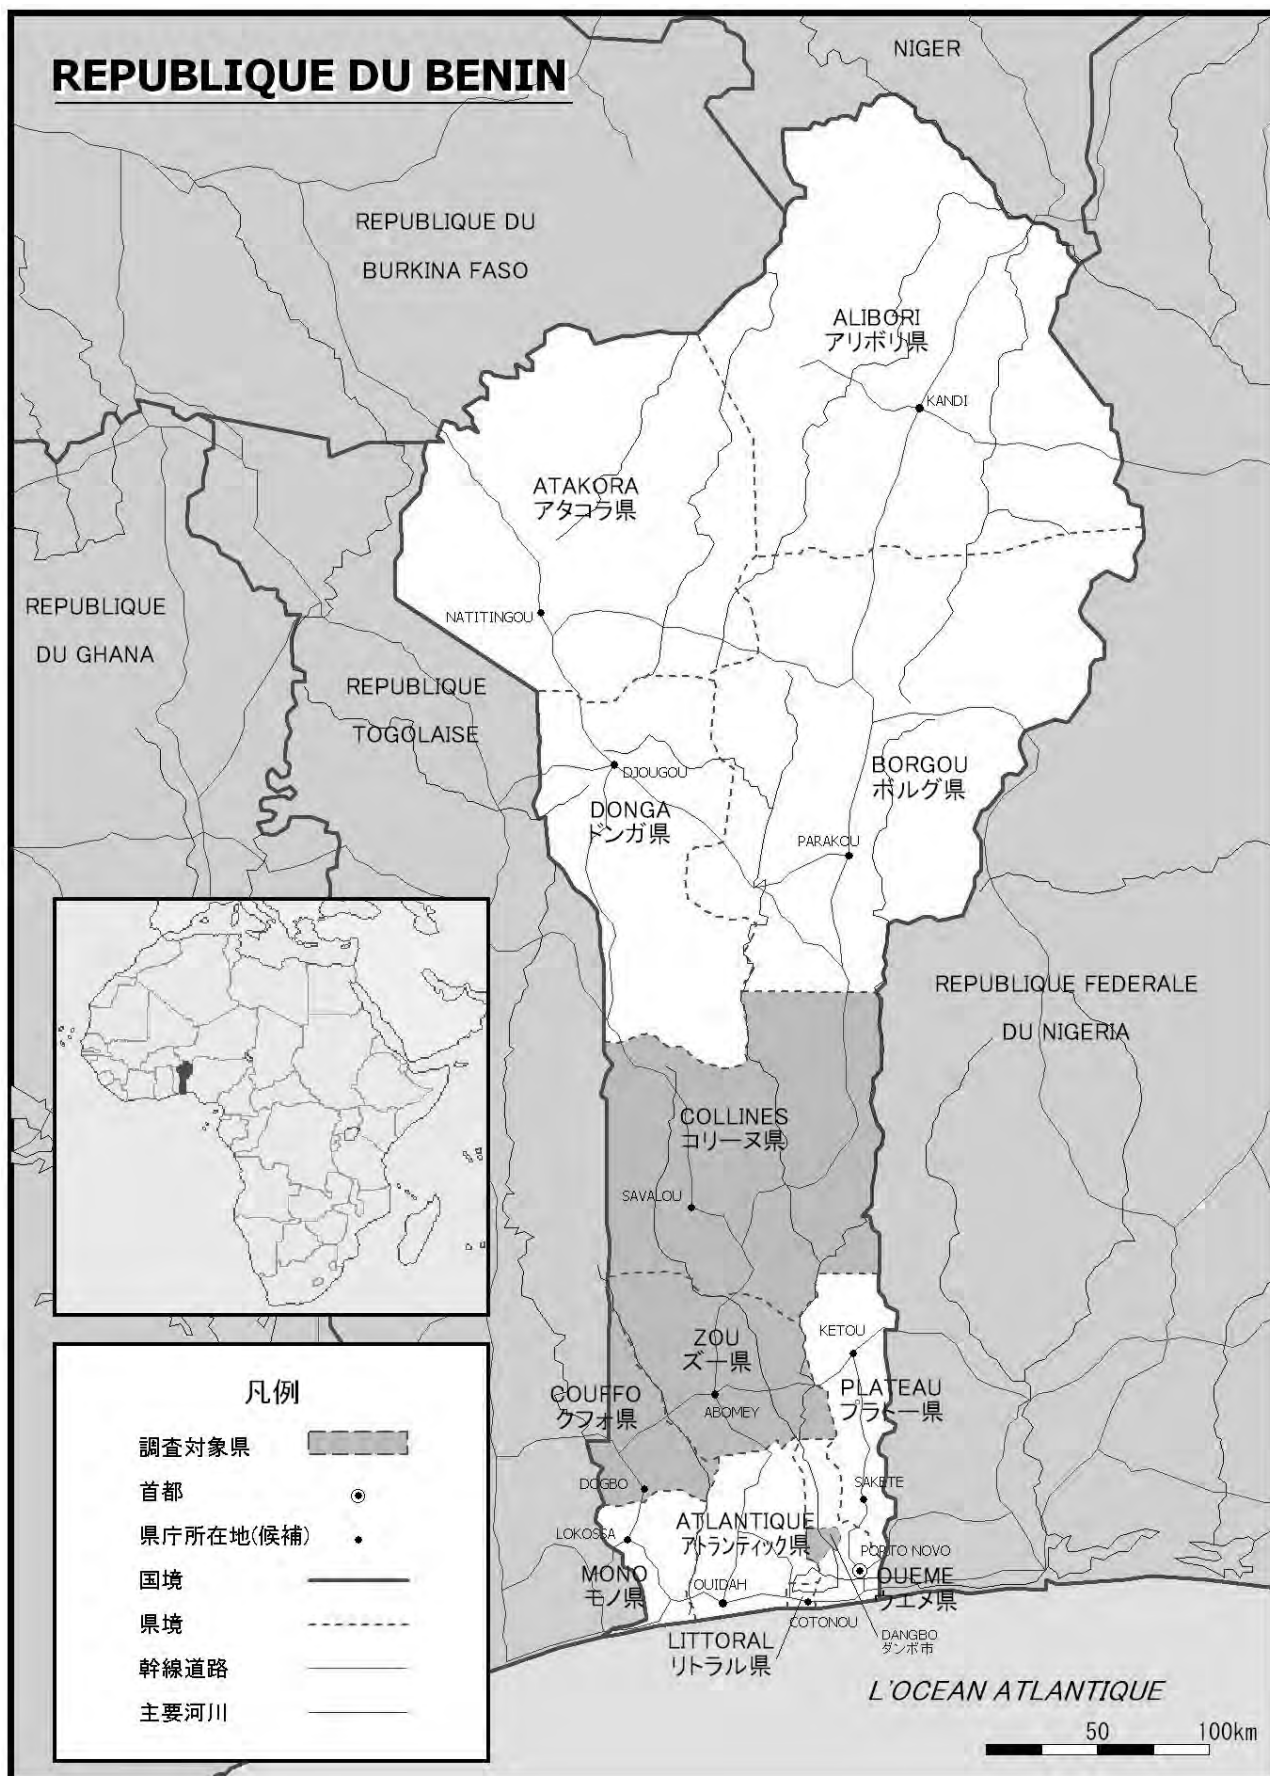 REPUBLIQUE DU BENIN
NIGER
REPUBLIQUE DU
BURKINA FASO
ALIBORI
アリボリ県
KANDI
ATAKORA
アタコラ県
REPUBLIQUE
DU GHANA
NATITINGOU
REPUBLIQUE
TOGOLAISE
DJOUGOU
BORGOU
ボルグ県
DONGA
ドンガ県
PARAKOU
REPUBLIQUE FEDERALE
DU NIGERIA
COLLINES
コリーヌ県
SAVALOU
ZOU
ズー県
KETOU
COUFFO
クフォ県
ABOMEY
PLATEAU
プラトー県
DOGBO
SAKETE
LOKOSSA
ATLANTIQUE
アトランティック県
PORTO NOVO
MONO
モノ県
OUIDAH
OUEME
ウエメ県
COTONOU
DANGBO
ダンボ市
LITTORAL
リトラル県
L'OCEAN ATLANTIQUE
50 100km
凡例
調査対象県
首都
県庁所在地(候補)
国境
県境
幹線道路
主要河川